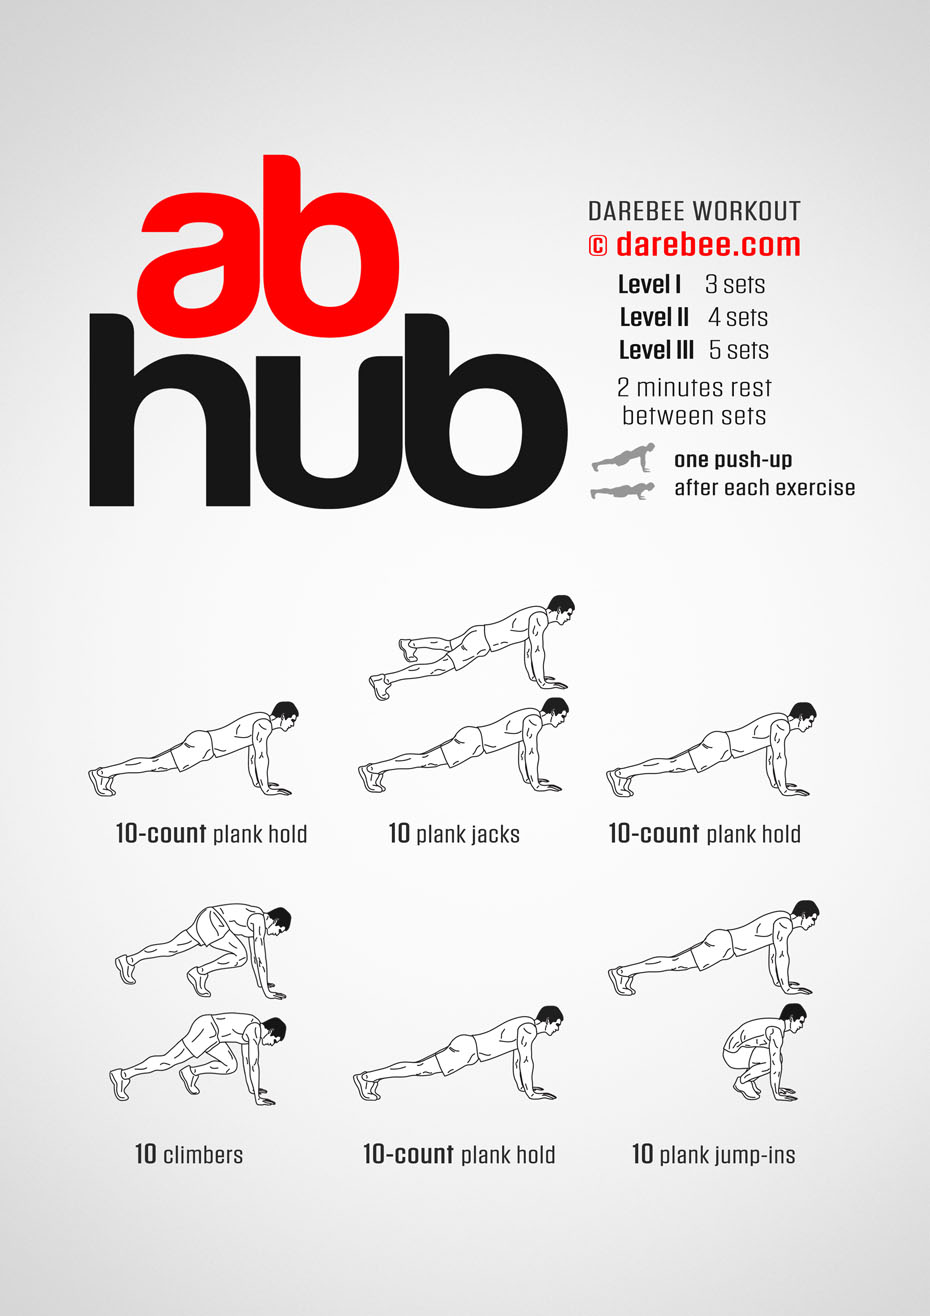 ab
hub
DAREBEE WORKOUT
© darebee.com
Level I 3 sets
Level II 4 sets
Level III 5 sets
2 minutes rest
between sets
one push-up
after each exercise
10-count plank hold
10 plank jacks
10-count plank hold
10 climbers
10-count plank hold
10 plank jump-ins